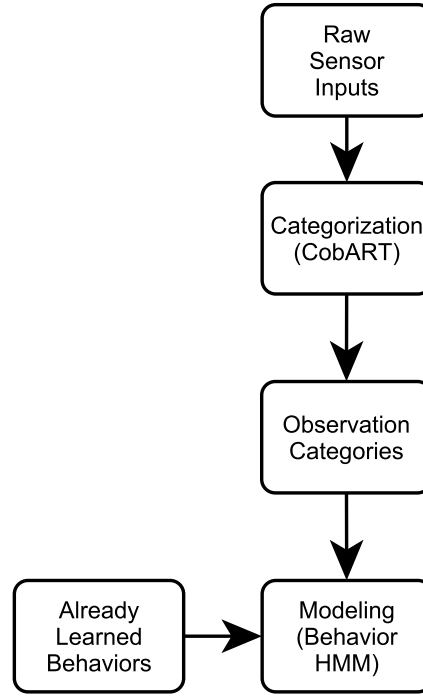 Raw
Sensor
Inputs
Categorization
(CobART)
Observation
Categories
Already
Learned
Behaviors
Modeling
(Behavior
HMM)